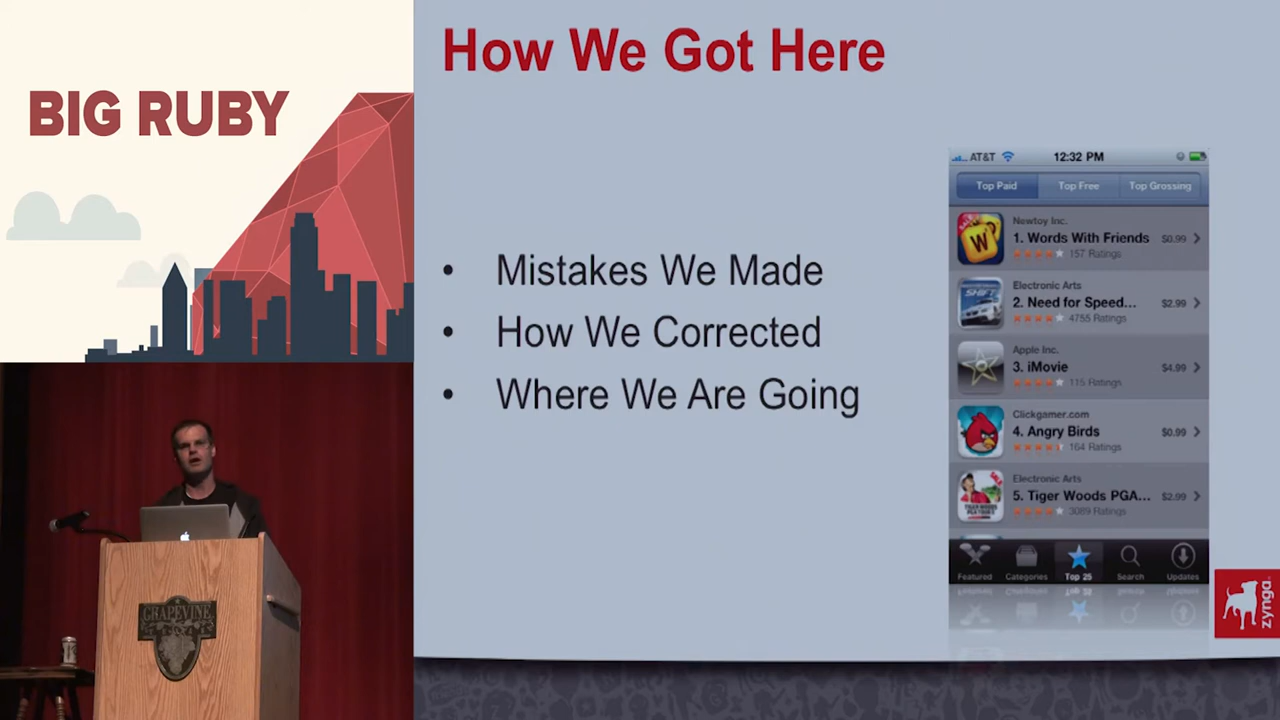 BIG RUBY
How We Got Here
• Mistakes We Made
• How We Corrected
• Where We Are Going
AT&T 12:32 PM
Top Paid Top Free Top Grossing
Newtoy Inc.
1. Words With Friends $0.99
157 Ratings
Electronic Arts
2. Need for Speed... $2.99
4755 Ratings
Apple Inc.
3. iMovie $4.99
115 Ratings
Clickgamer.com
4. Angry Birds $0.99
164 Ratings
Electronic Arts
5. Tiger Woods PGA... $2.99
3089 Ratings
Featured Categories Top 25 Search Updates
zynga
GRAPEVINE